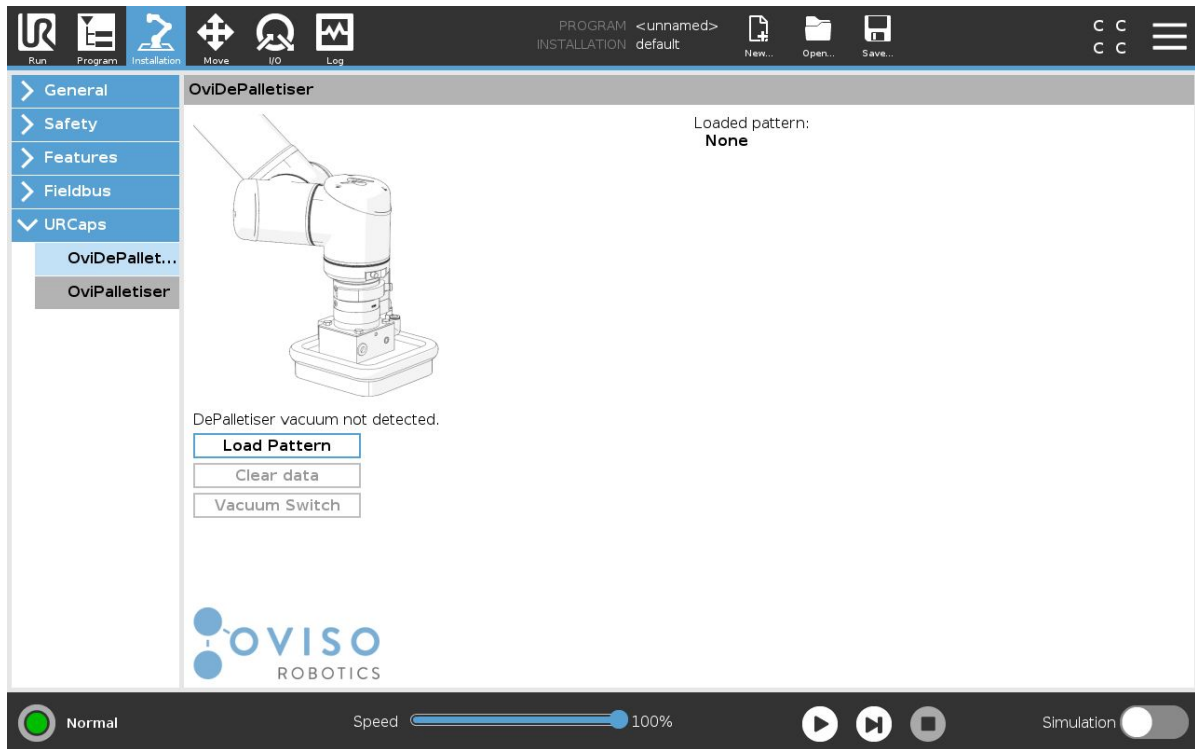 PROGRAM <unnamed>
INSTALLATION default
C C
C C
Run Program Installation Move I/O Log New... Open... Save...
General
Safety
Features
Fieldbus
URCaps
OviDePallet...
OviPalletiser
OviDePalletiser
Loaded pattern:
None
DePalletiser vacuum not detected.
Load Pattern
Clear data
Vacuum Switch
OVISO
ROBOTICS
Normal Speed 100% Simulation